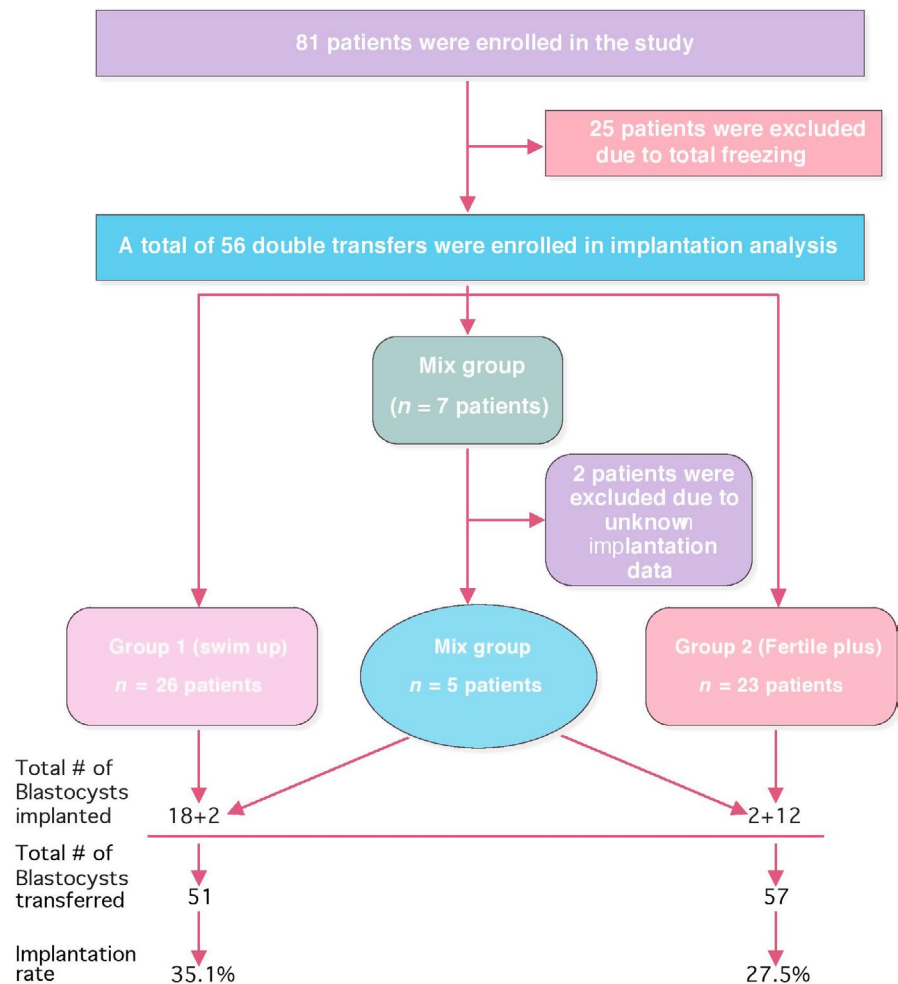 81 patients were enrolled in the study
25 patients were excluded
due to total freezing
A total of 56 double transfers were enrolled in implantation analysis
Mix group
(n = 7 patients)
2 patients were
excluded due to
unknown
implantation
data
Group 1 (swim up)
n = 26 patients
Mix group
n = 5 patients
Group 2 (Fertile plus)
n = 23 patients
Total # of
Blastocysts
implanted
18+2
2+12
Total # of
Blastocysts
transferred
51
57
Implantation
rate
35.1%
27.5%